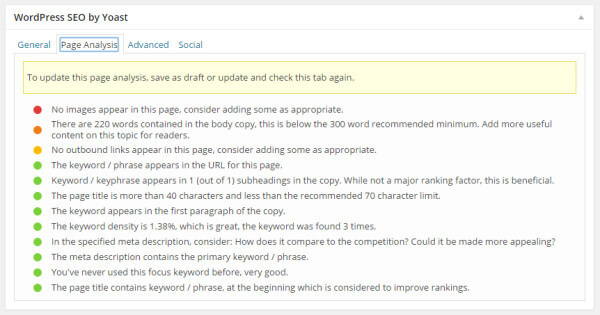 WordPress SEO by Yoast
General Page Analysis Advanced Social
To update this page analysis, save as draft or update and check this tab again.
No images appear in this page, consider adding some as appropriate.
There are 220 words contained in the body copy, this is below the 300 word recommended minimum. Add more useful
content on this topic for readers.
No outbound links appear in this page, consider adding some as appropriate.
The keyword / phrase appears in the URL for this page.
Keyword / keyphrase appears in 1 (out of 1) subheadings in the copy. While not a major ranking factor, this is beneficial.
The page title is more than 40 characters and less than the recommended 70 character limit.
The keyword appears in the first paragraph of the copy.
The keyword density is 1.38%, which is great, the keyword was found 3 times.
In the specified meta description, consider: How does it compare to the competition? Could it be made more appealing?
The meta description contains the primary keyword / phrase.
You've never used this focus keyword before, very good.
The page title contains keyword / phrase, at the beginning which is considered to improve rankings.